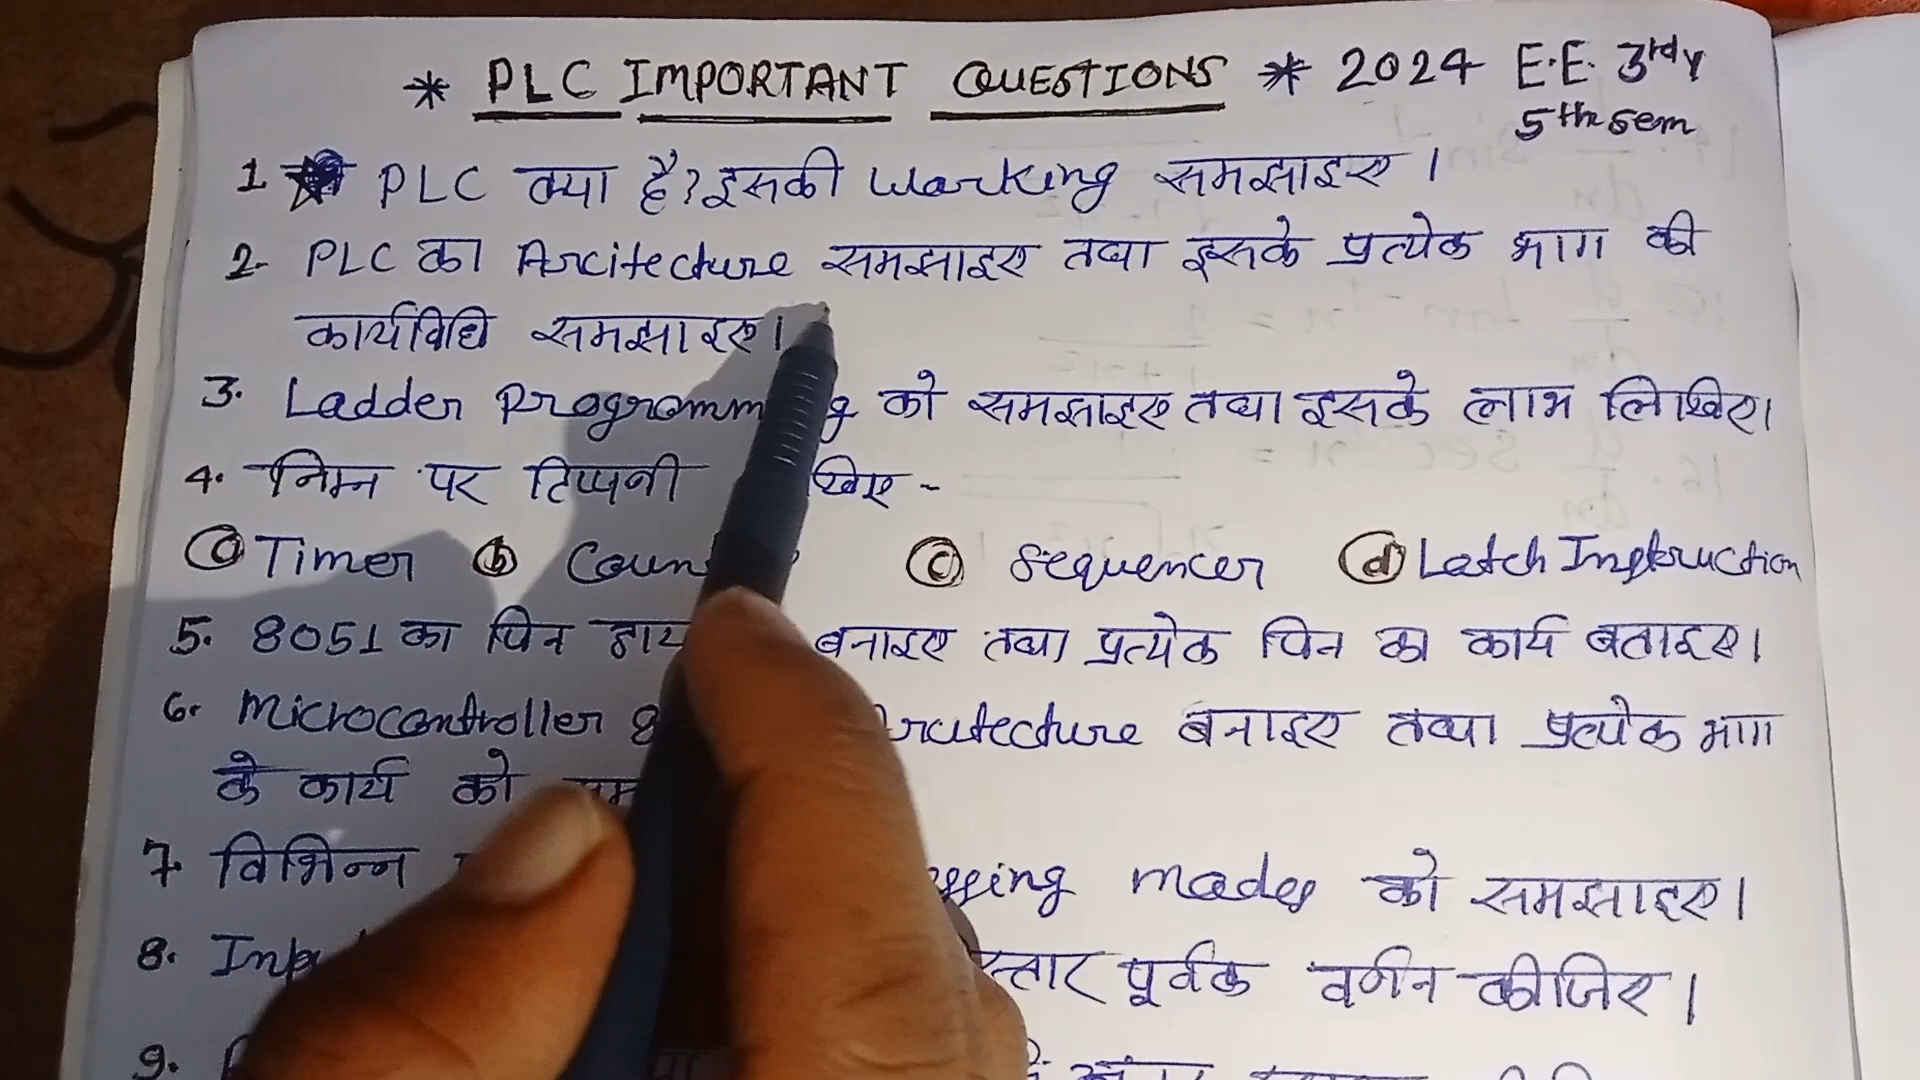 * PLC IMPORTANT QUESTIONS * 2024 E.E. 3rd Y
5th sem
1 PLC क्या है? इसकी Working समझाइए ।
2. PLC का Arcitecture समझाइए तथा इसके प्रत्येक भाग की
कार्यविधि समझाइए।
3. Ladder को समझाइए तथा इसके लाभ लिखिए।
4. निम्न पर टिप्पनी -
(a) Timer (b) (c) Sequencer (d) Latch Instruction
5. 8051 का पिन बनाइए तथा प्रत्येक पिन का कार्य बताइए।
6. Microcontroller बनाइए तथा प्रत्येक भाग
के कार्य को
7. विभिन्न modes को समझाइए।
8. पूर्वक वर्णन कीजिए।
9.